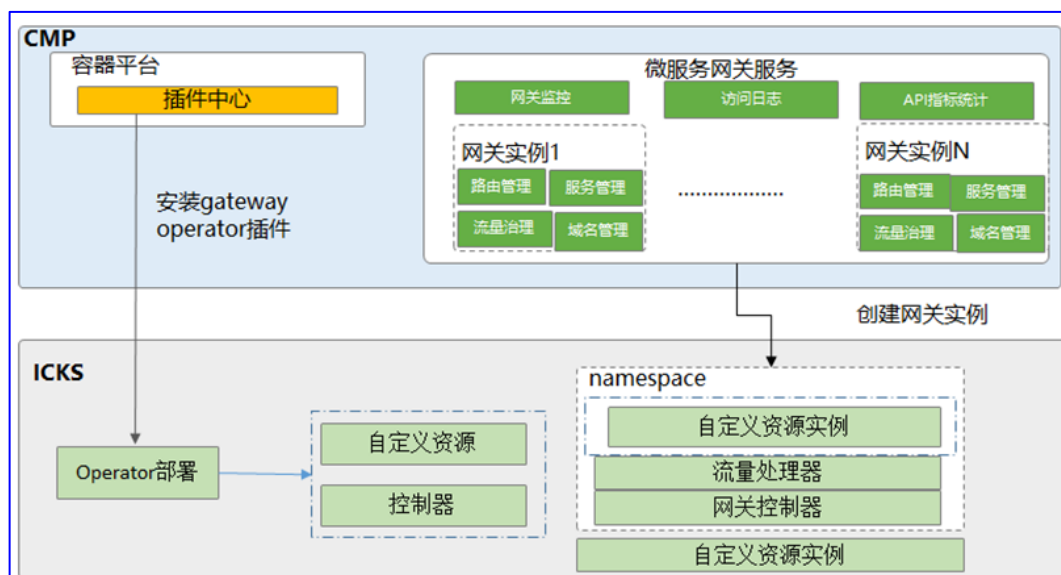 CMP
容器平台
插件中心
微服务网关服务
网关监控
访问日志
API指标统计
网关实例1
路由管理
服务管理
流量治理
域名管理
..................
网关实例N
路由管理
服务管理
流量治理
域名管理
安装gateway
operator插件
创建网关实例
ICKS
Operator部署
自定义资源
控制器
namespace
自定义资源实例
流量处理器
网关控制器
自定义资源实例